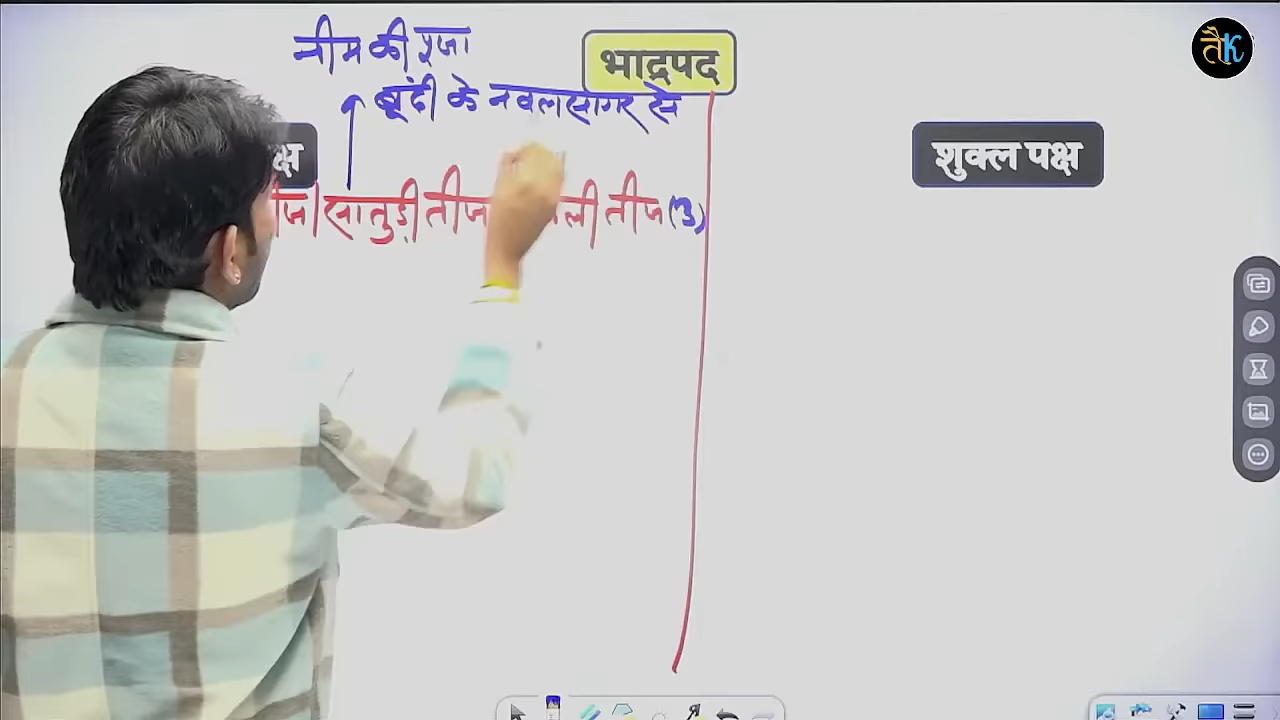 नीम की पूजा
भाद्रपद
तैK
बूंदी के नवलसागर से
क्ष
शुक्ल पक्ष
सातुड़ी तीज तीज (3)